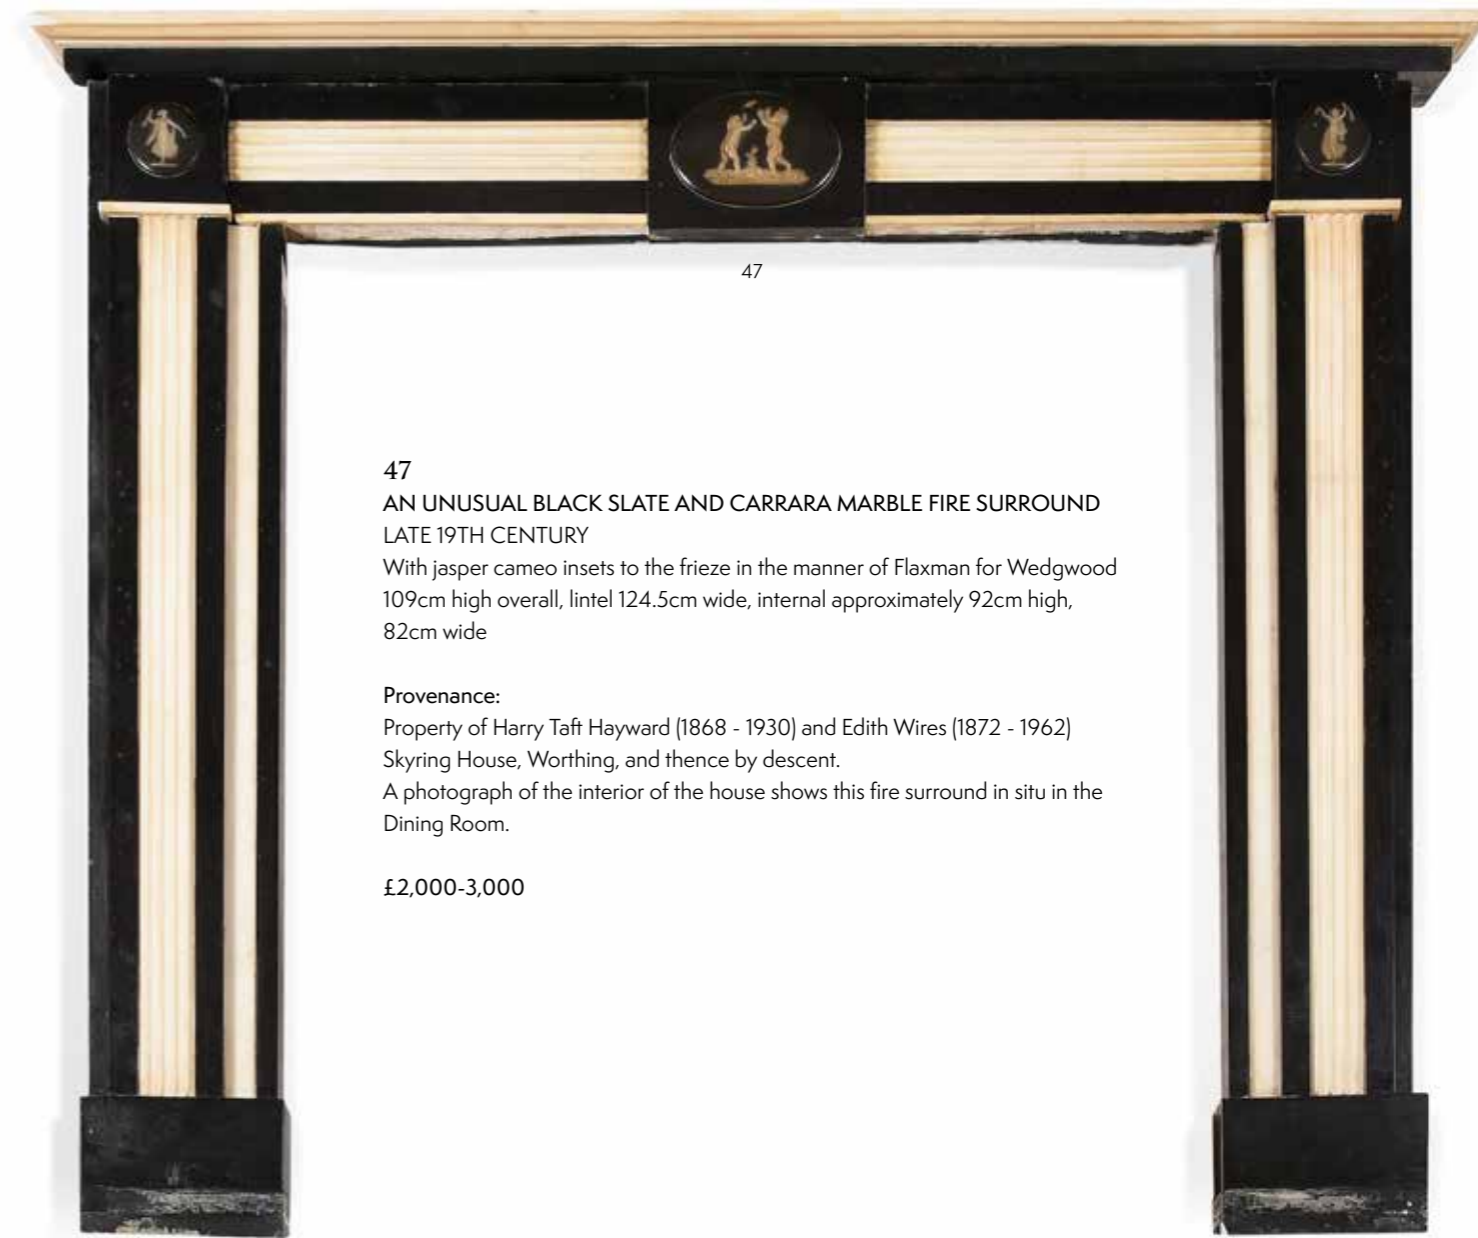 47
47
AN UNUSUAL BLACK SLATE AND CARRARA MARBLE FIRE SURROUND
LATE 19TH CENTURY
With jasper cameo insets to the frieze in the manner of Flaxman for Wedgwood
109cm high overall, lintel 124.5cm wide, internal approximately 92cm high,
82cm wide
Provenance:
Property of Harry Taft Hayward (1868 - 1930) and Edith Wires (1872 - 1962)
Skyring House, Worthing, and thence by descent.
A photograph of the interior of the house shows this fire surround in situ in the
Dining Room.
£2,000-3,000